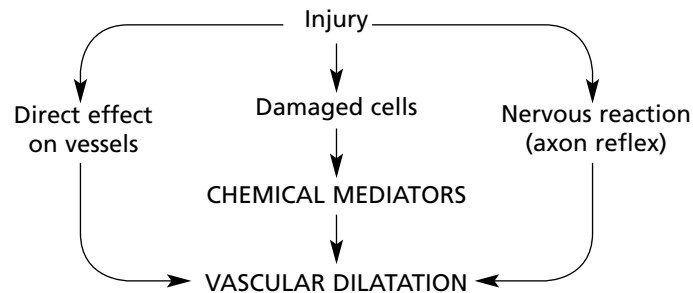 Injury
Direct effect
on vessels
Damaged cells
Nervous reaction
(axon reflex)
CHEMICAL MEDIATORS
VASCULAR DILATATION